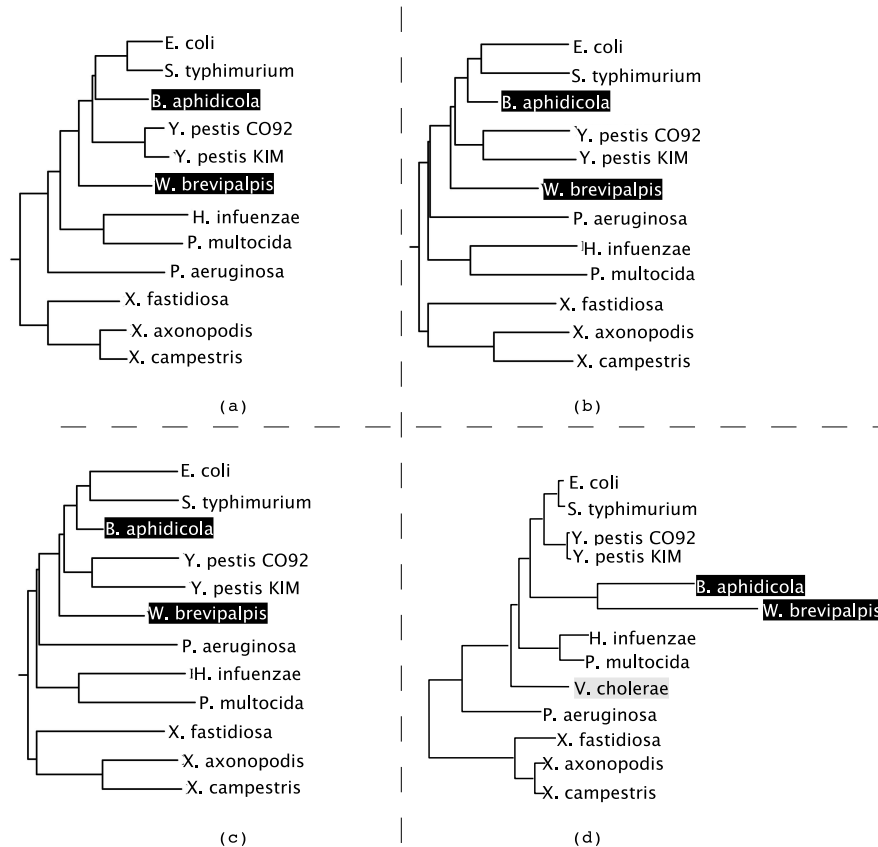 E. coli
S. typhimurium
B. aphidicola
Y. pestis CO92
Y. pestis KIM
W. brevipalpis
H. infuenzae
P. multocida
P. aeruginosa
X. fastidiosa
X. axonopodis
X. campestris
(a)
E. coli
S. typhimurium
B. aphidicola
Y. pestis CO92
Y. pestis KIM
W. brevipalpis
P. aeruginosa
H. infuenzae
P. multocida
X. fastidiosa
X. axonopodis
X. campestris
(b)
E. coli
S. typhimurium
B. aphidicola
Y. pestis CO92
Y. pestis KIM
W. brevipalpis
P. aeruginosa
H. infuenzae
P. multocida
X. fastidiosa
X. axonopodis
X. campestris
(c)
E. coli
S. typhimurium
Y. pestis CO92
Y. pestis KIM
B. aphidicola
W. brevipalpis
H. infuenzae
P. multocida
V. cholerae
P. aeruginosa
X. fastidiosa
X. axonopodis
X. campestris
(d)